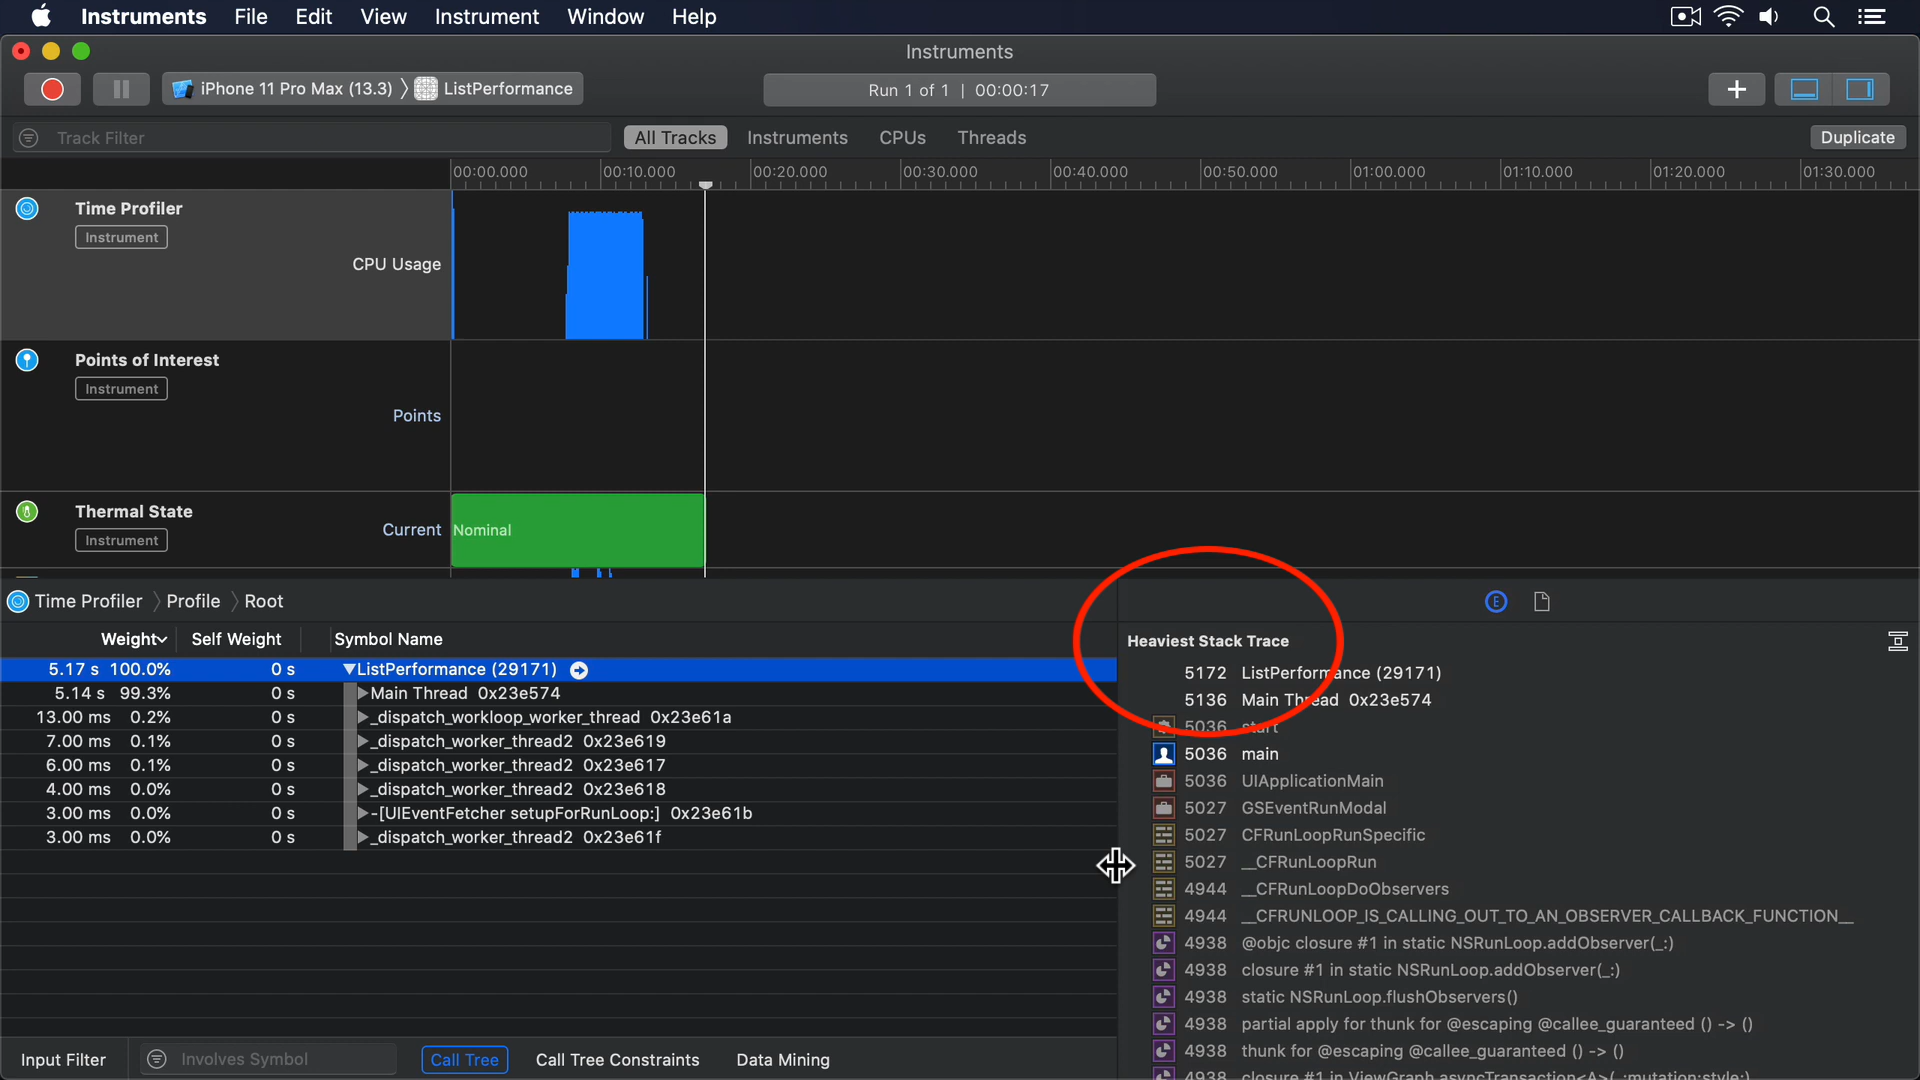 Instruments File Edit View Instrument Window Help
Instruments
iPhone 11 Pro Max (13.3) ListPerformance
Run 1 of 1 | 00:00:17
Track Filter
All Tracks Instruments CPUs Threads
Duplicate
00:00.000 00:10.000 00:20.000 00:30.000 00:40.000 00:50.000 01:00.000 01:10.000 01:20.000 01:30.000
Time Profiler
Instrument
CPU Usage
Points of Interest
Instrument
Points
Thermal State
Instrument
Current
Nominal
Time Profiler Profile Root
Weight Self Weight Symbol Name
5.17 s 100.0% 0 s ListPerformance (29171)
5.14 s 99.3% 0 s Main Thread 0x23e574
13.00 ms 0.2% 0 s _dispatch_workloop_worker_thread 0x23e61a
7.00 ms 0.1% 0 s _dispatch_worker_thread2 0x23e619
6.00 ms 0.1% 0 s _dispatch_worker_thread2 0x23e617
4.00 ms 0.0% 0 s _dispatch_worker_thread2 0x23e618
3.00 ms 0.0% 0 s -[UIEventFetcher setupForRunLoop:] 0x23e61b
3.00 ms 0.0% 0 s _dispatch_worker_thread2 0x23e61f
E
Heaviest Stack Trace
5172 ListPerformance (29171)
5136 Main Thread 0x23e574
5036 start
5036 main
5036 UIApplicationMain
5027 GSEventRunModal
5027 CFRunLoopRunSpecific
5027 __CFRunLoopRun
4944 __CFRunLoopDoObservers
4944 __CFRUNLOOP_IS_CALLING_OUT_TO_AN_OBSERVER_CALLBACK_FUNCTION__
4938 @objc closure #1 in static NSRunLoop.addObserver(_:)
4938 closure #1 in static NSRunLoop.addObserver(_:)
4938 static NSRunLoop.flushObservers()
4938 partial apply for thunk for @escaping @callee_guaranteed () -> ()
4938 thunk for @escaping @callee_guaranteed () -> ()
4938 closure #1 in ViewGraph.asyncTransaction<A>(_:mutation:style:)
Input Filter Involves Symbol Call Tree Call Tree Constraints Data Mining